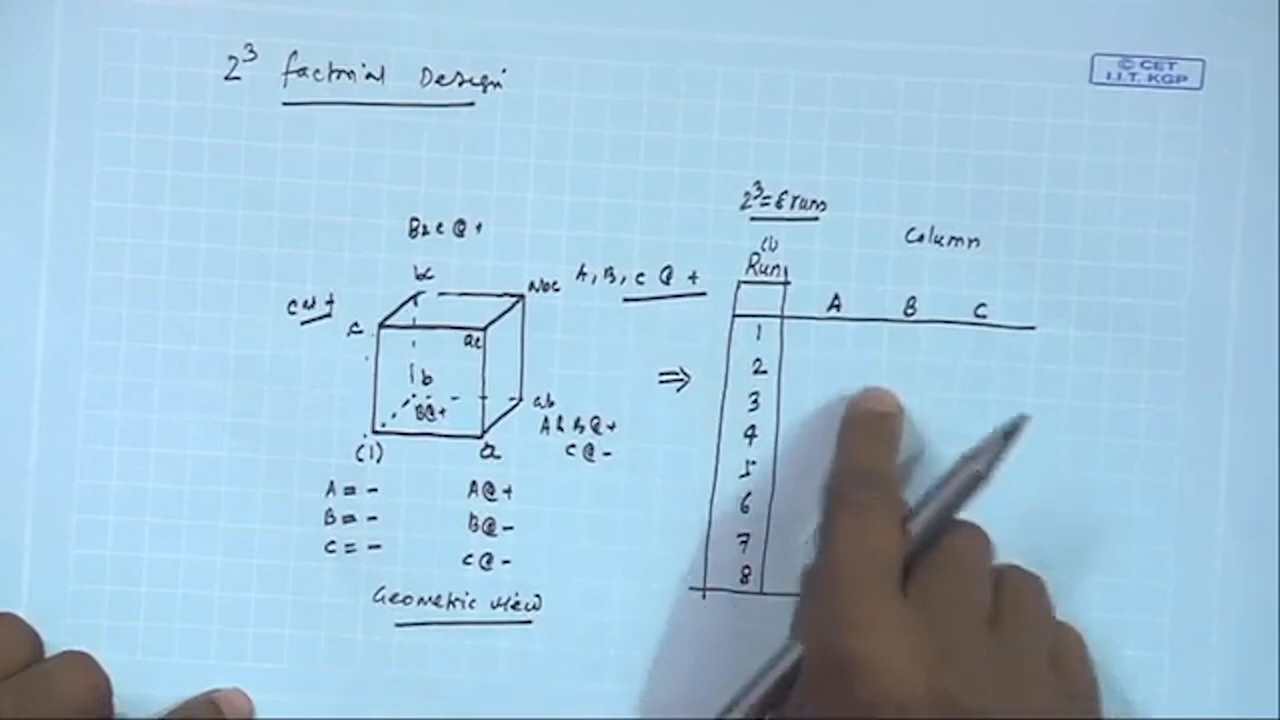 2³ factorial Design
© CET
I.I.T. KGP
2³=8 runs
Column
B&C @ +
(1)
Run
A B C
bc
abc
A, B, C @ +
c
ac
b
B@+
ab
A & B @ +
C @ -
(1)
a
A = -
B = -
C = -
A@+
B@-
C@-
Geometric view
⇒
1
2
3
4
5
6
7
8